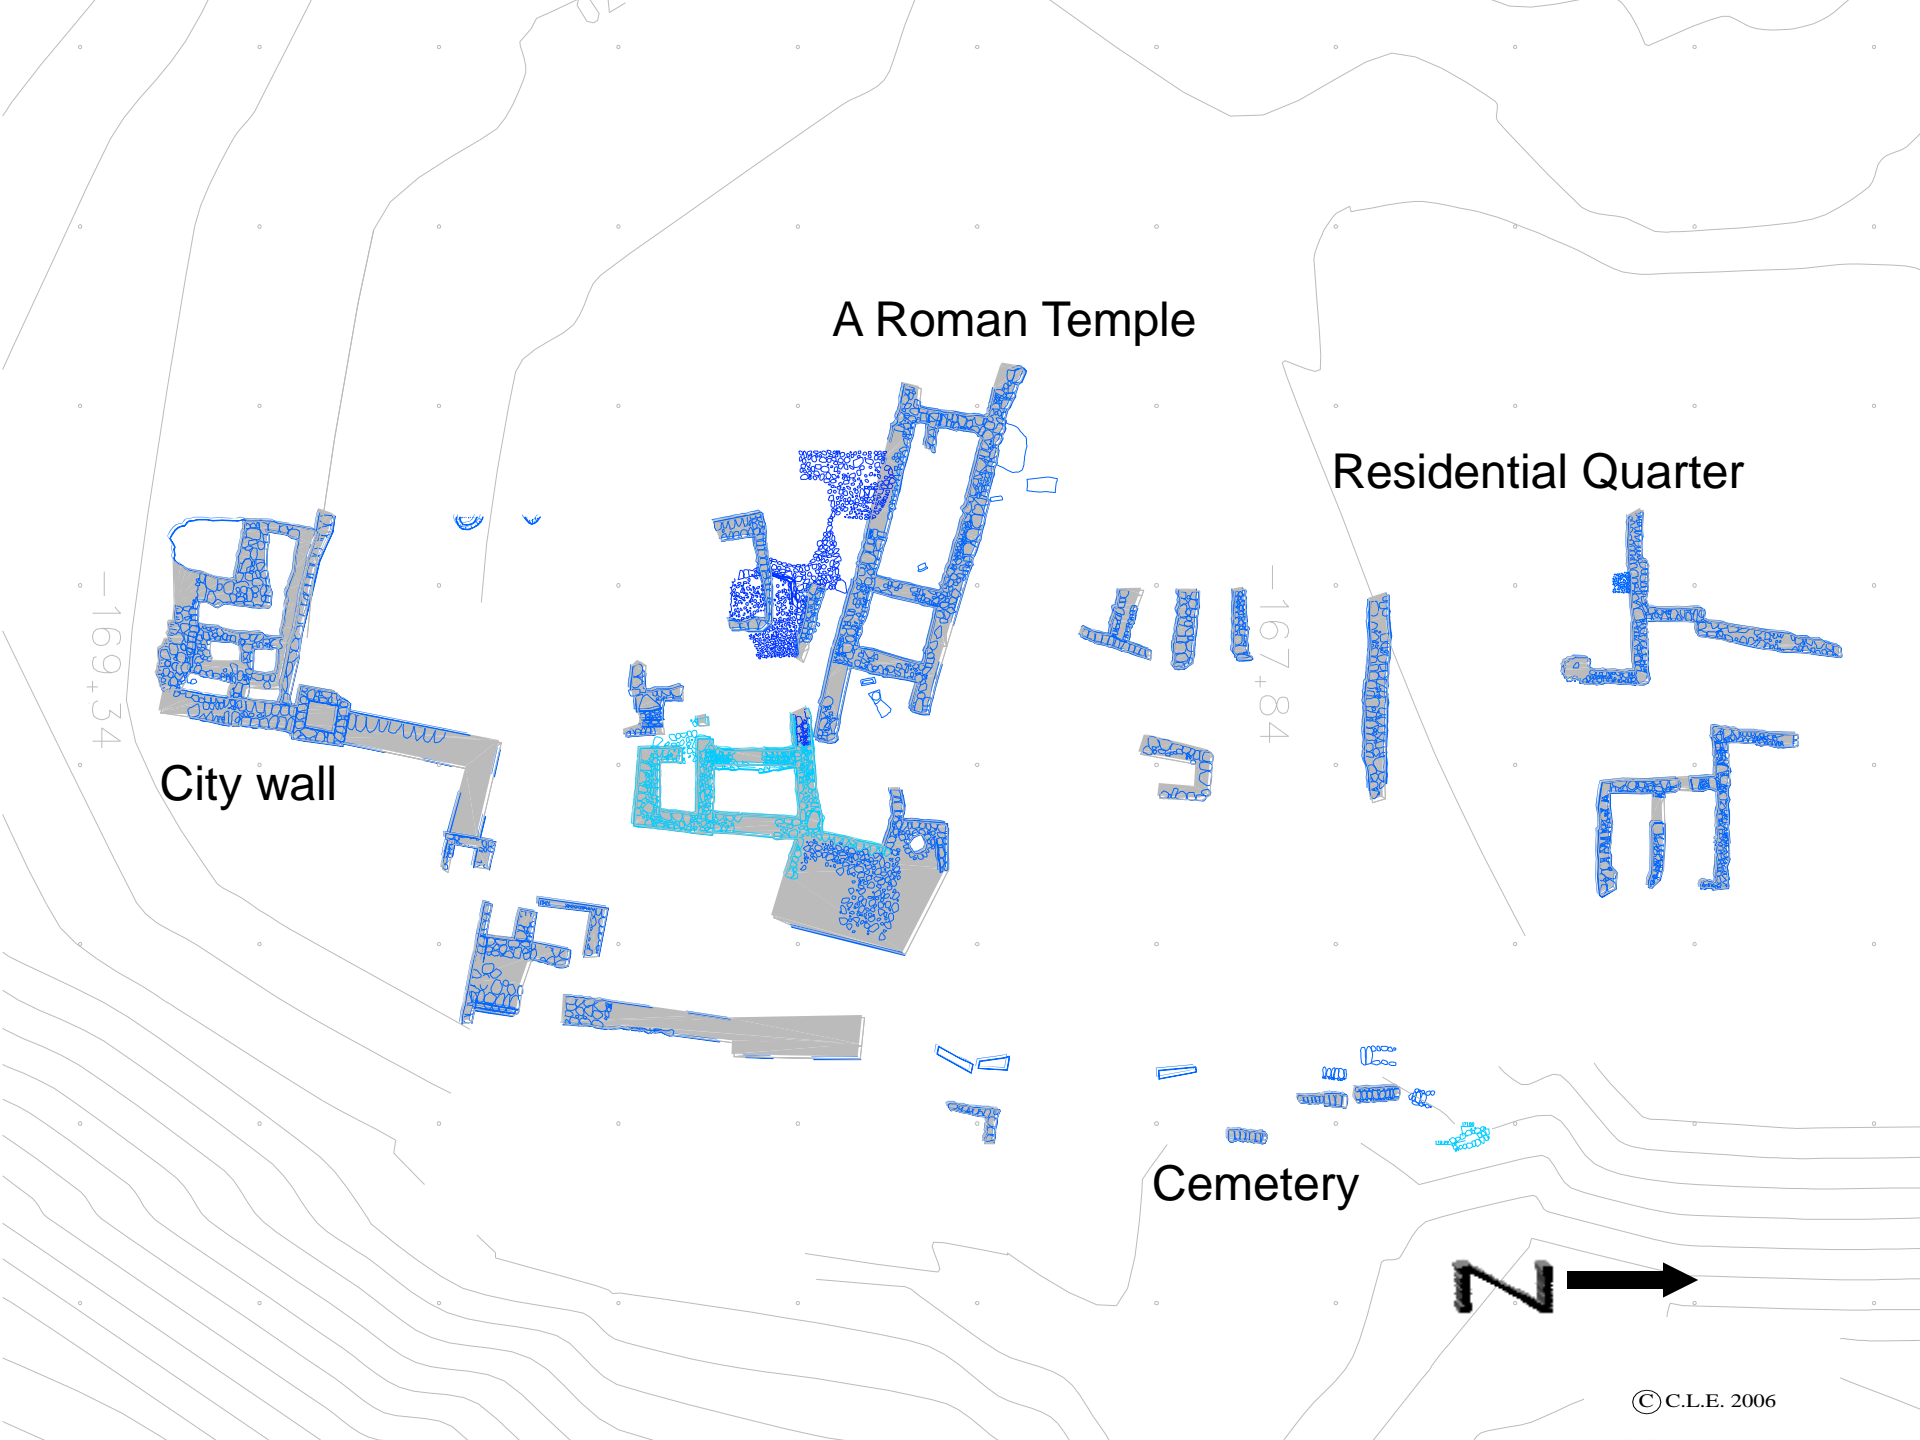 A Roman Temple
Residential Quarter
-169.34
-167.84
City wall
Cemetery
N
© C.L.E. 2006